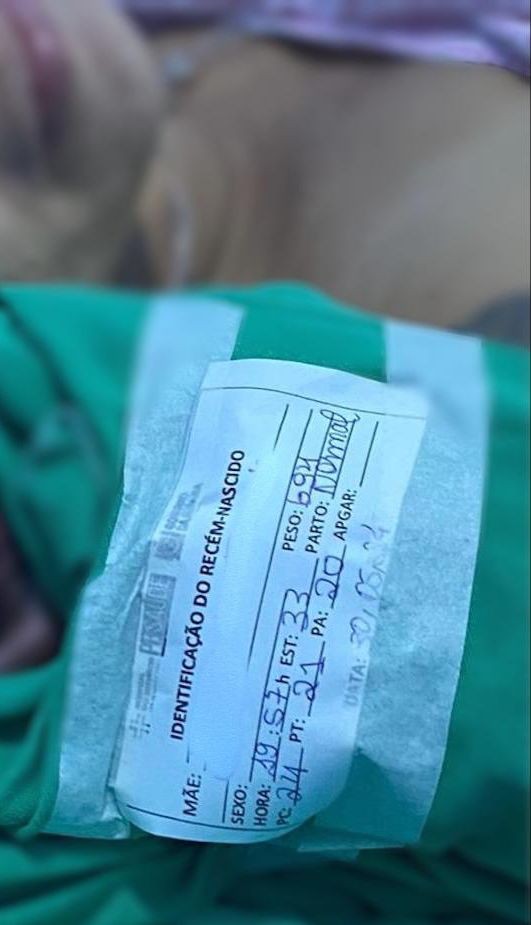 IDENTIFICAÇÃO DO RECÉM-NASCIDO
MÃE:
SEXO: PESO: 694
HORA: 19:57 h EST: 33 PARTO: Normal
PC: 24 PT: 21 PA: 20 APGAR:
DATA: 30/05/24